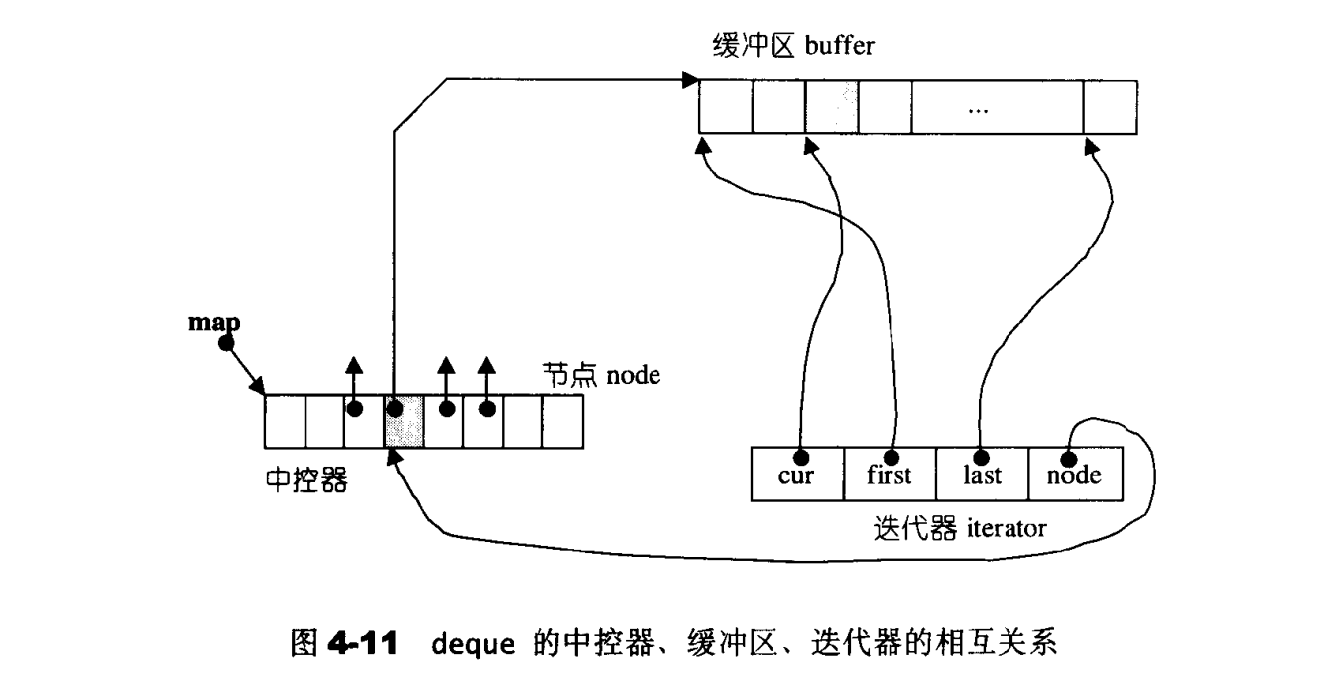 缓冲区 buffer
...
map
节点 node
中控器
cur first last node
迭代器 iterator
图 4-11 deque 的中控器、缓冲区、迭代器的相互关系